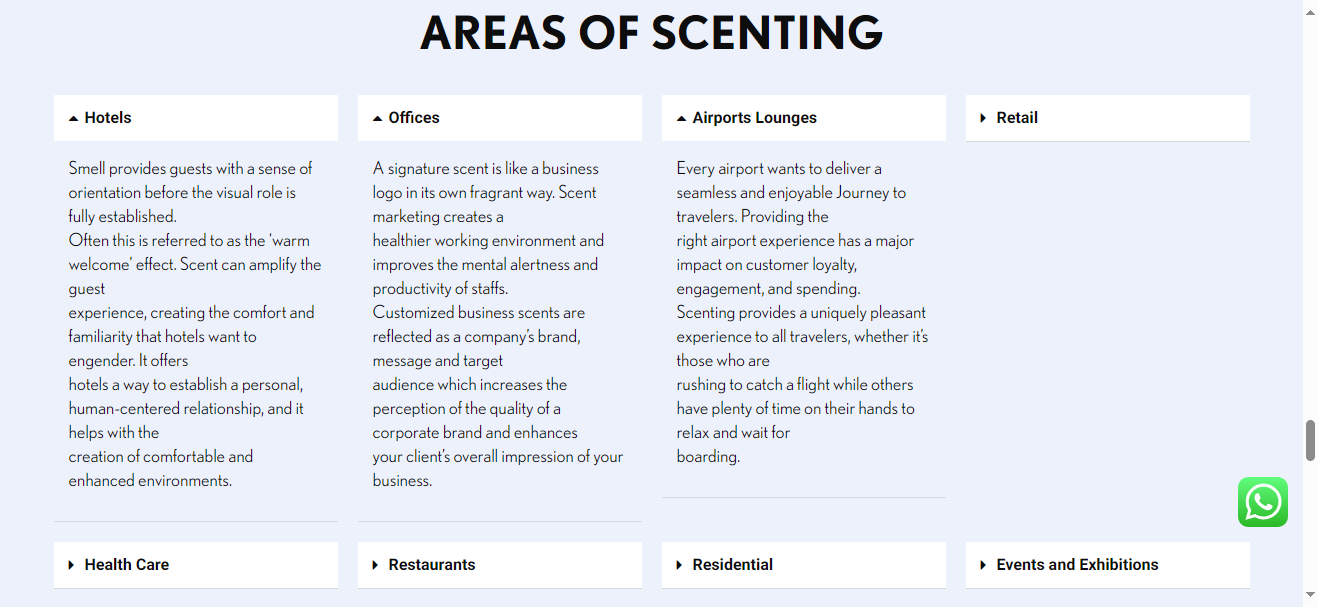 AREAS OF SCENTING
Hotels
Smell provides guests with a sense of
orientation before the visual role is
fully established.
Often this is referred to as the ‘warm
welcome’ effect. Scent can amplify the
guest
experience, creating the comfort and
familiarity that hotels want to
engender. It offers
hotels a way to establish a personal,
human-centered relationship, and it
helps with the
creation of comfortable and
enhanced environments.
Offices
A signature scent is like a business
logo in its own fragrant way. Scent
marketing creates a
healthier working environment and
improves the mental alertness and
productivity of staffs.
Customized business scents are
reflected as a company’s brand,
message and target
audience which increases the
perception of the quality of a
corporate brand and enhances
your client’s overall impression of your
business.
Airports Lounges
Every airport wants to deliver a
seamless and enjoyable Journey to
travelers. Providing the
right airport experience has a major
impact on customer loyalty,
engagement, and spending.
Scenting provides a uniquely pleasant
experience to all travelers, whether it’s
those who are
rushing to catch a flight while others
have plenty of time on their hands to
relax and wait for
boarding.
Retail
Health Care
Restaurants
Residential
Events and Exhibitions